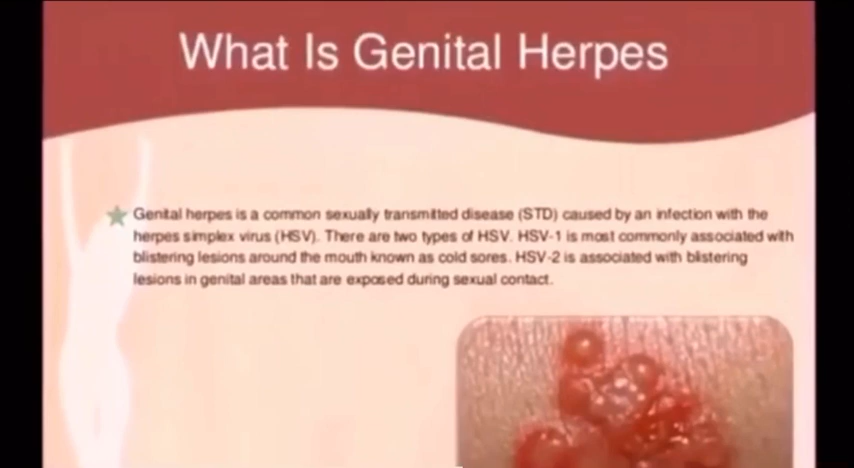 What Is Genital Herpes
Genital herpes is a common sexually transmitted disease (STD) caused by an infection with the
herpes simplex virus (HSV). There are two types of HSV. HSV-1 is most commonly associated with
blistering lesions around the mouth known as cold sores. HSV-2 is associated with blistering
lesions in genital areas that are exposed during sexual contact.